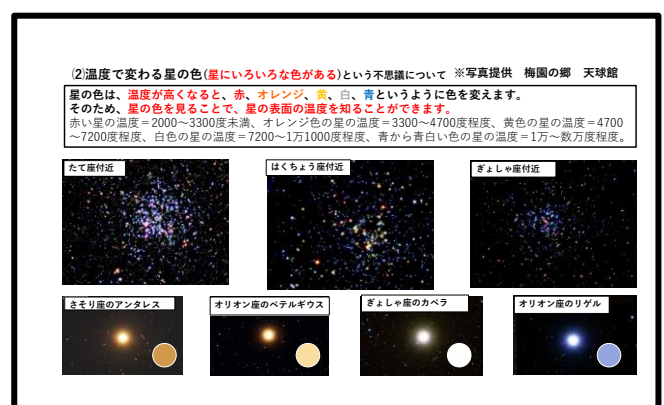 (2)温度で変わる星の色(星にいろいろな色がある)という不思議について ※写真提供 梅園の郷 天球館
星の色は、温度が高くなると、赤、オレンジ、黄、白、青というように色を変えます。
そのため、星の色を見ることで、星の表面の温度を知ることができます。
赤い星の温度=2000〜3300度未満、オレンジ色の星の温度=3300〜4700度程度、黄色の星の温度=4700
〜7200度程度、白色の星の温度=7200〜1万1000度程度、青から青白い色の星の温度=1万〜数万度程度。
たて座付近
はくちょう座付近
ぎょしゃ座付近
さそり座のアンタレス
オリオン座のベテルギウス
ぎょしゃ座のカペラ
オリオン座のリゲル